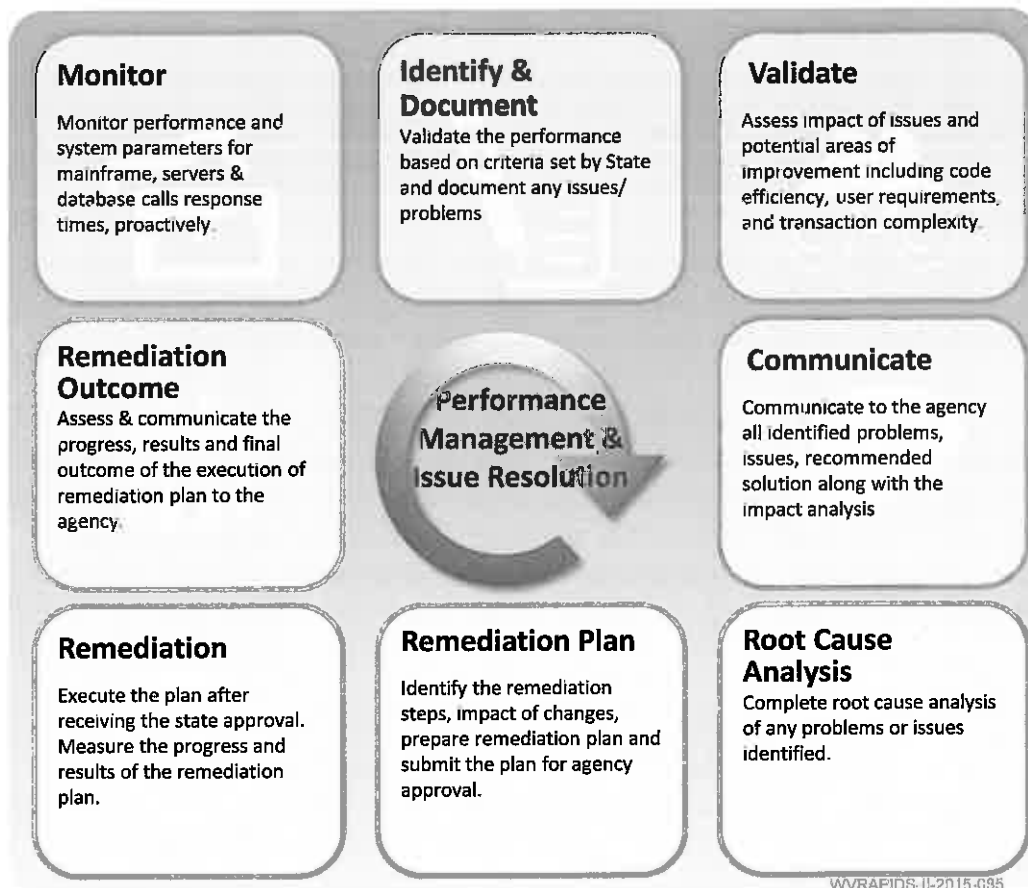 Monitor
Monitor performance and
system parameters for
mainframe, servers &
database calls response
times, proactively.
Identify &
Document
Validate the performance
based on criteria set by State
and document any issues/
problems
Validate
Assess impact of issues and
potential areas of
improvement including code
efficiency, user requirements,
and transaction complexity.
Remediation
Outcome
Assess & communicate the
progress, results and final
outcome of the execution of
remediation plan to the
agency.
Performance
Management &
Issue Resolution
Communicate
Communicate to the agency
all identified problems,
issues, recommended
solution along with the
impact analysis
Remediation
Execute the plan after
receiving the state approval.
Measure the progress and
results of the remediation
plan.
Remediation Plan
Identify the remediation
steps, impact of changes,
prepare remediation plan and
submit the plan for agency
approval.
Root Cause
Analysis
Complete root cause analysis
of any problems or issues
identified.
WVRAPIDS-II-2015-095